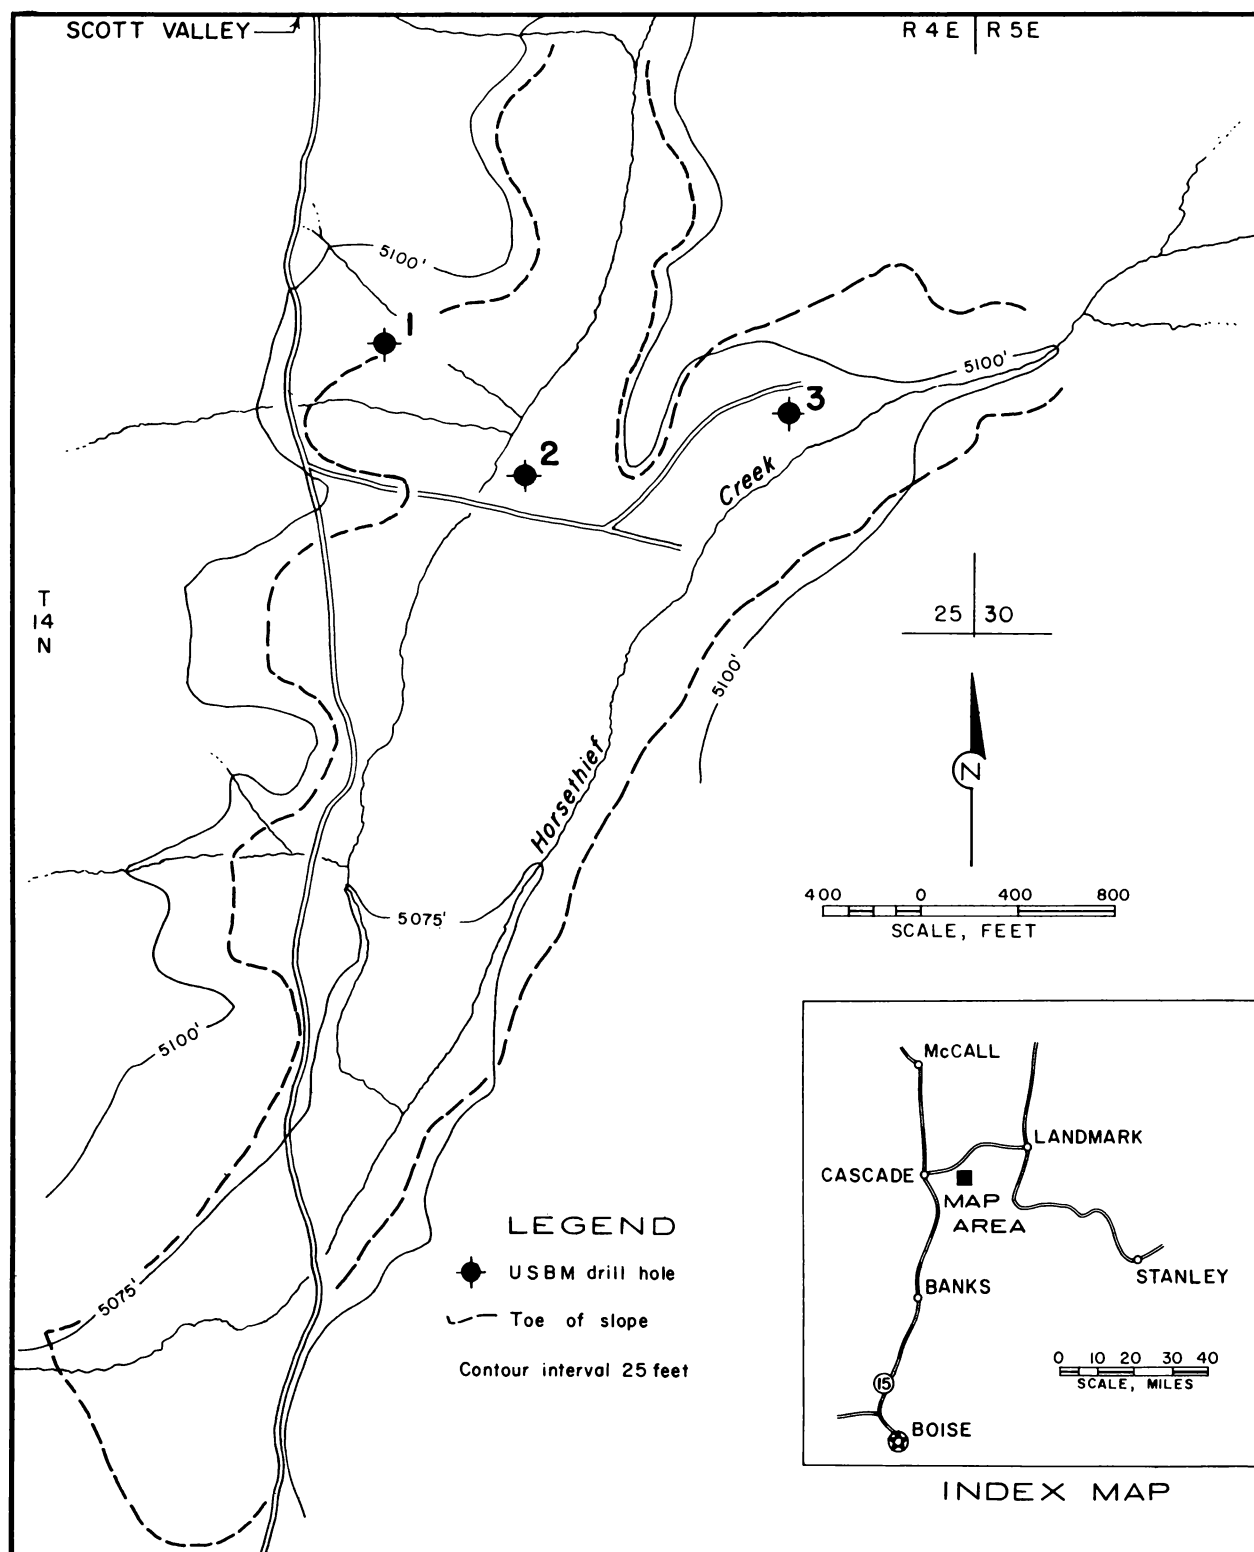 SCOTT VALLEY
R 4 E R 5 E
5100'
1
5100'
3
2
Creek
T
14
N
25 30
5100'
N
Horsethief
400 0 400 800
SCALE, FEET
5075'
5100'
McCALL
LANDMARK
CASCADE
MAP
AREA
STANLEY
BANKS
0 10 20 30 40
SCALE, MILES
15
BOISE
INDEX MAP
5075'
LEGEND
USBM drill hole
Toe of slope
Contour interval 25 feet